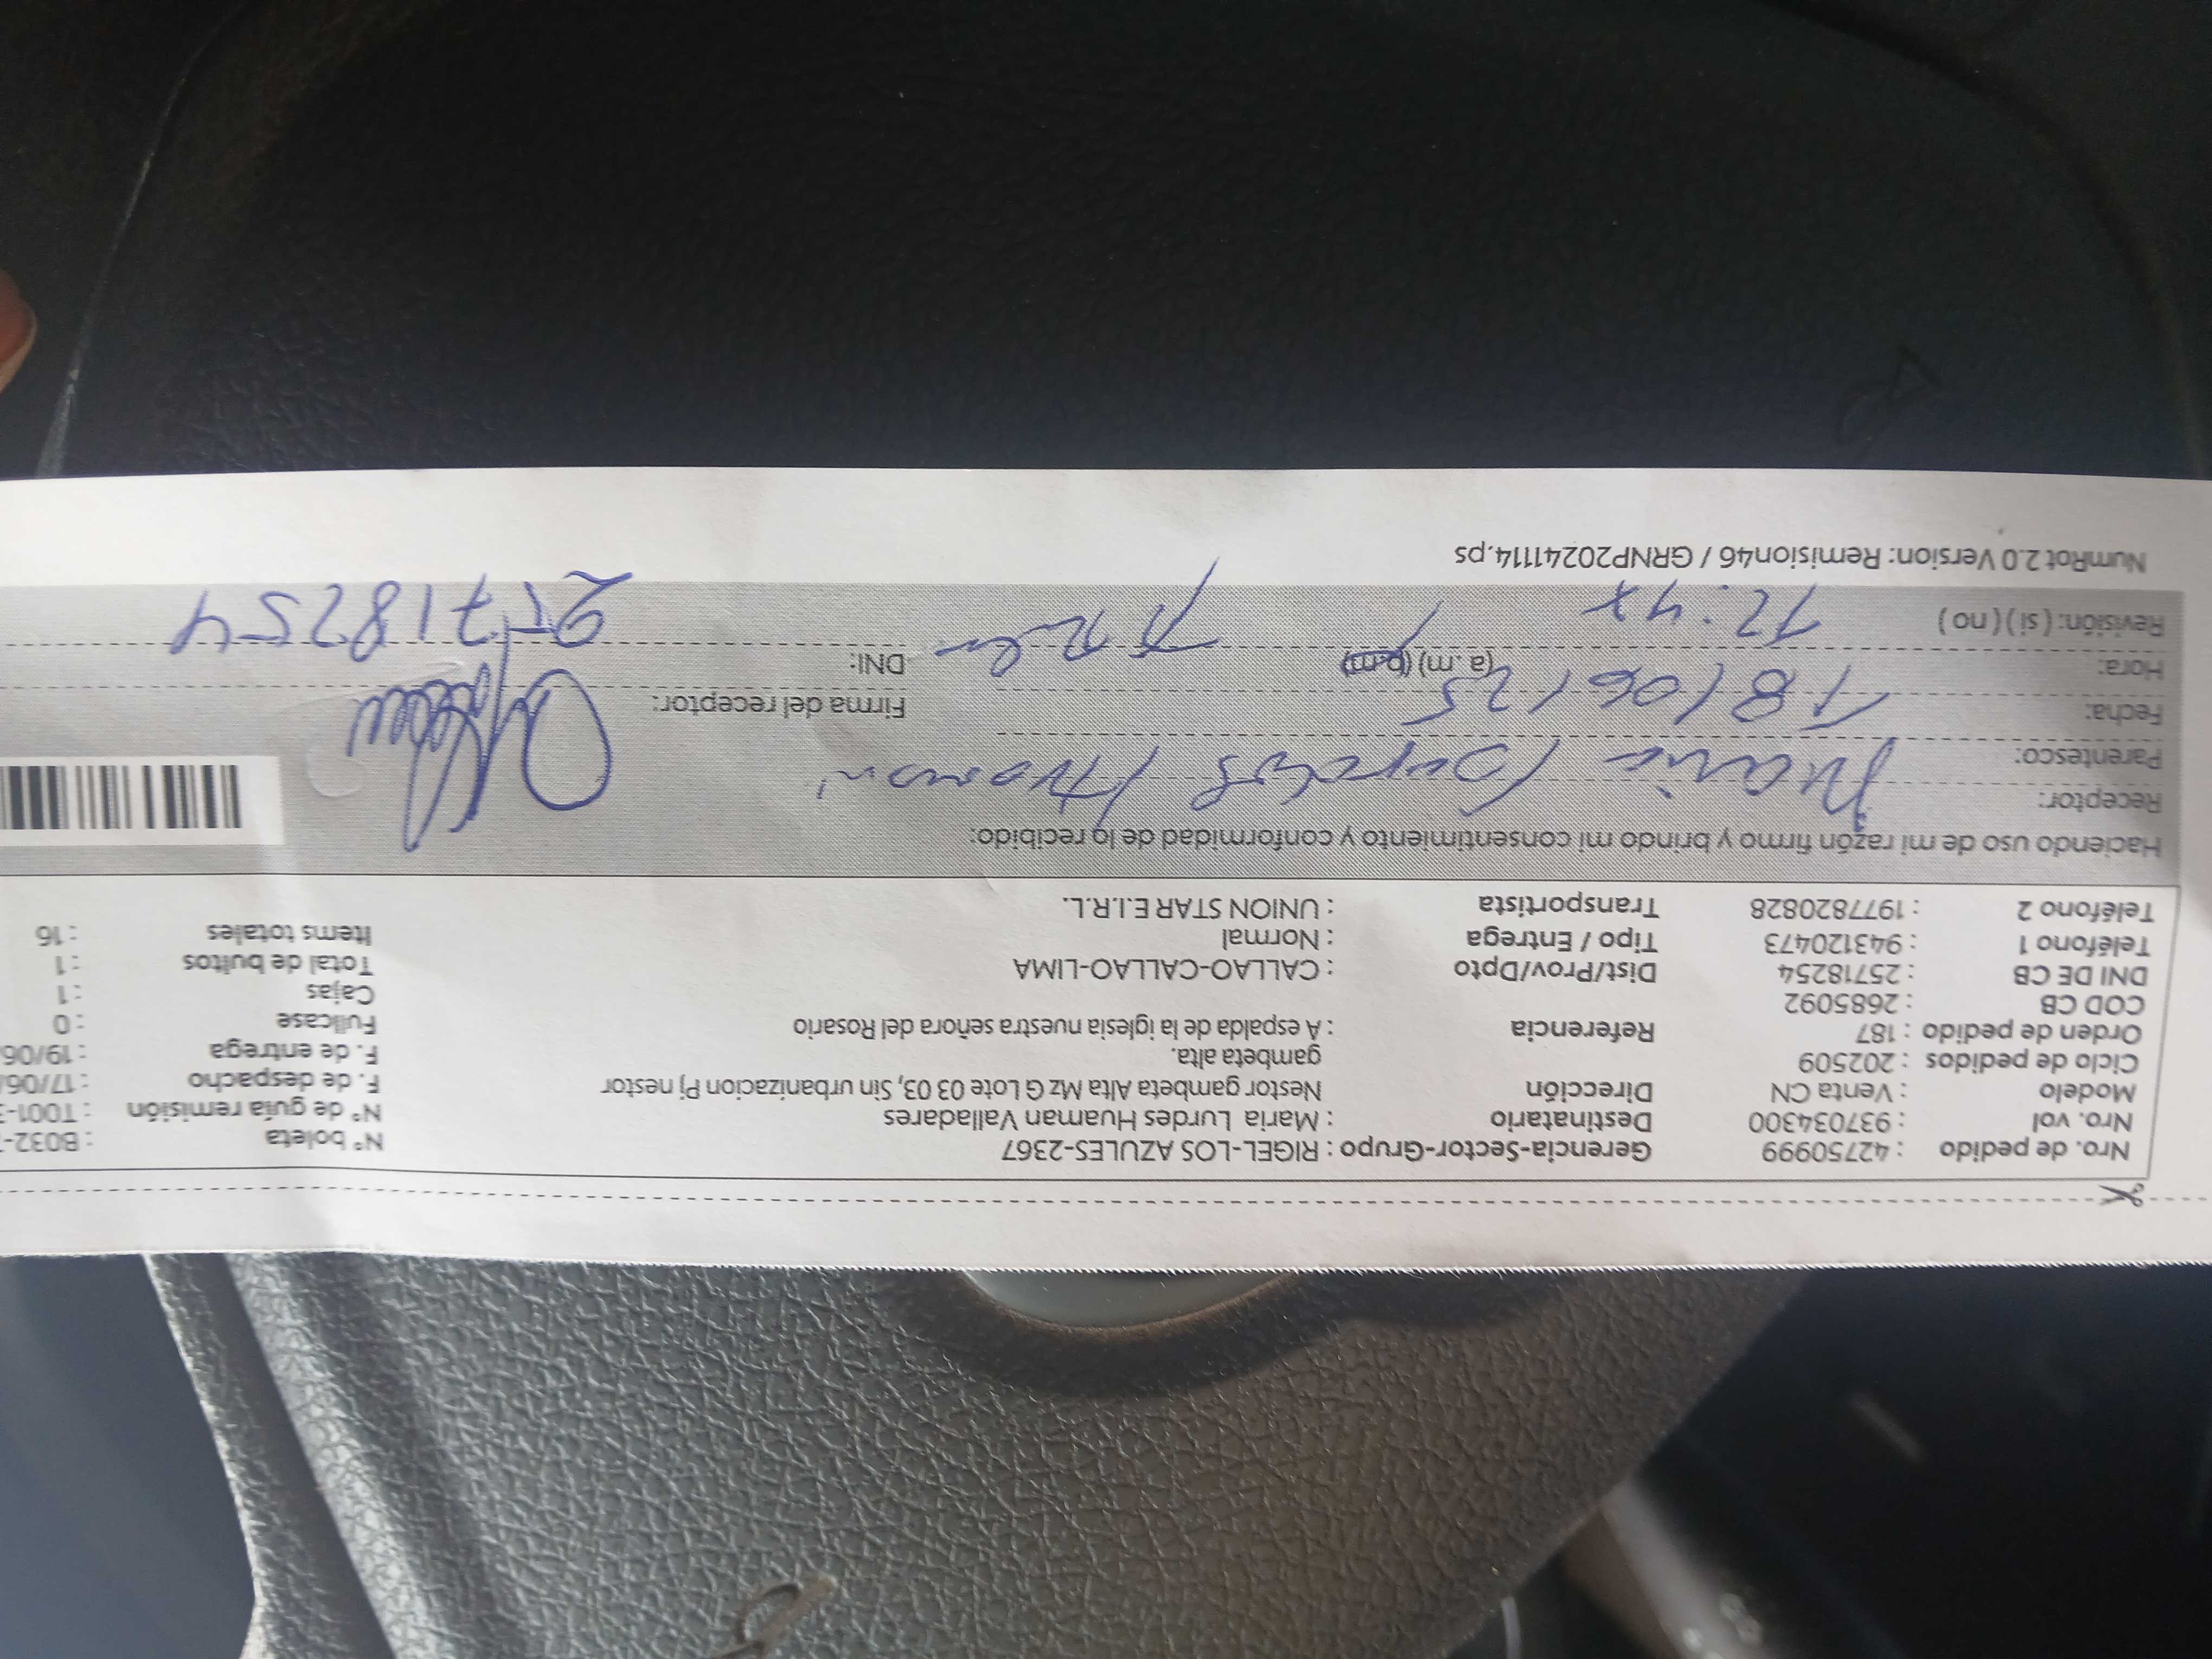 Nro. de pedido : 42750999 Gerencia-Sector-Grupo : RIGEL-LOS AZULES-2367 N° boleta : B032-
Nro. vol : 937034300 Destinatario : Maria Lurdes Huaman Valladares N° de guía remisión : T001-
Modelo : Venta CN Dirección Nestor gambeta Alta Mz G Lote 03 03, Sin urbanizacion Pj nestor F. de despacho : 17/06/
Ciclo de pedidos : 202509 gambeta alta. F. de entrega : 19/06/
Orden de pedido : 187 Referencia : A espalda de la iglesia nuestra señora del Rosario Fullcase : 0
COD CB : 2685092 Cajas : 1
DNI DE CB : 25718254 Dist/Prov/Dpto : CALLAO-CALLAO-LIMA Total de bultos : 1
Teléfono 1 : 943120473 Tipo / Entrega : Normal Items totales : 16
Teléfono 2 : 1977820828 Transportista : UNION STAR E.I.R.L.
Haciendo uso de mi razón firmo y brindo mi consentimiento y conformidad de lo recibido:
Receptor: Maria
Parentesco:
Fecha: 18/06/25 Firma del receptor:
Hora: 12:4 (a. m) (p.m) DNI: 25718254
Revisión: ( si ) ( no )
NumRot 2.0 Version: Remision46 / GRNP20241114.ps